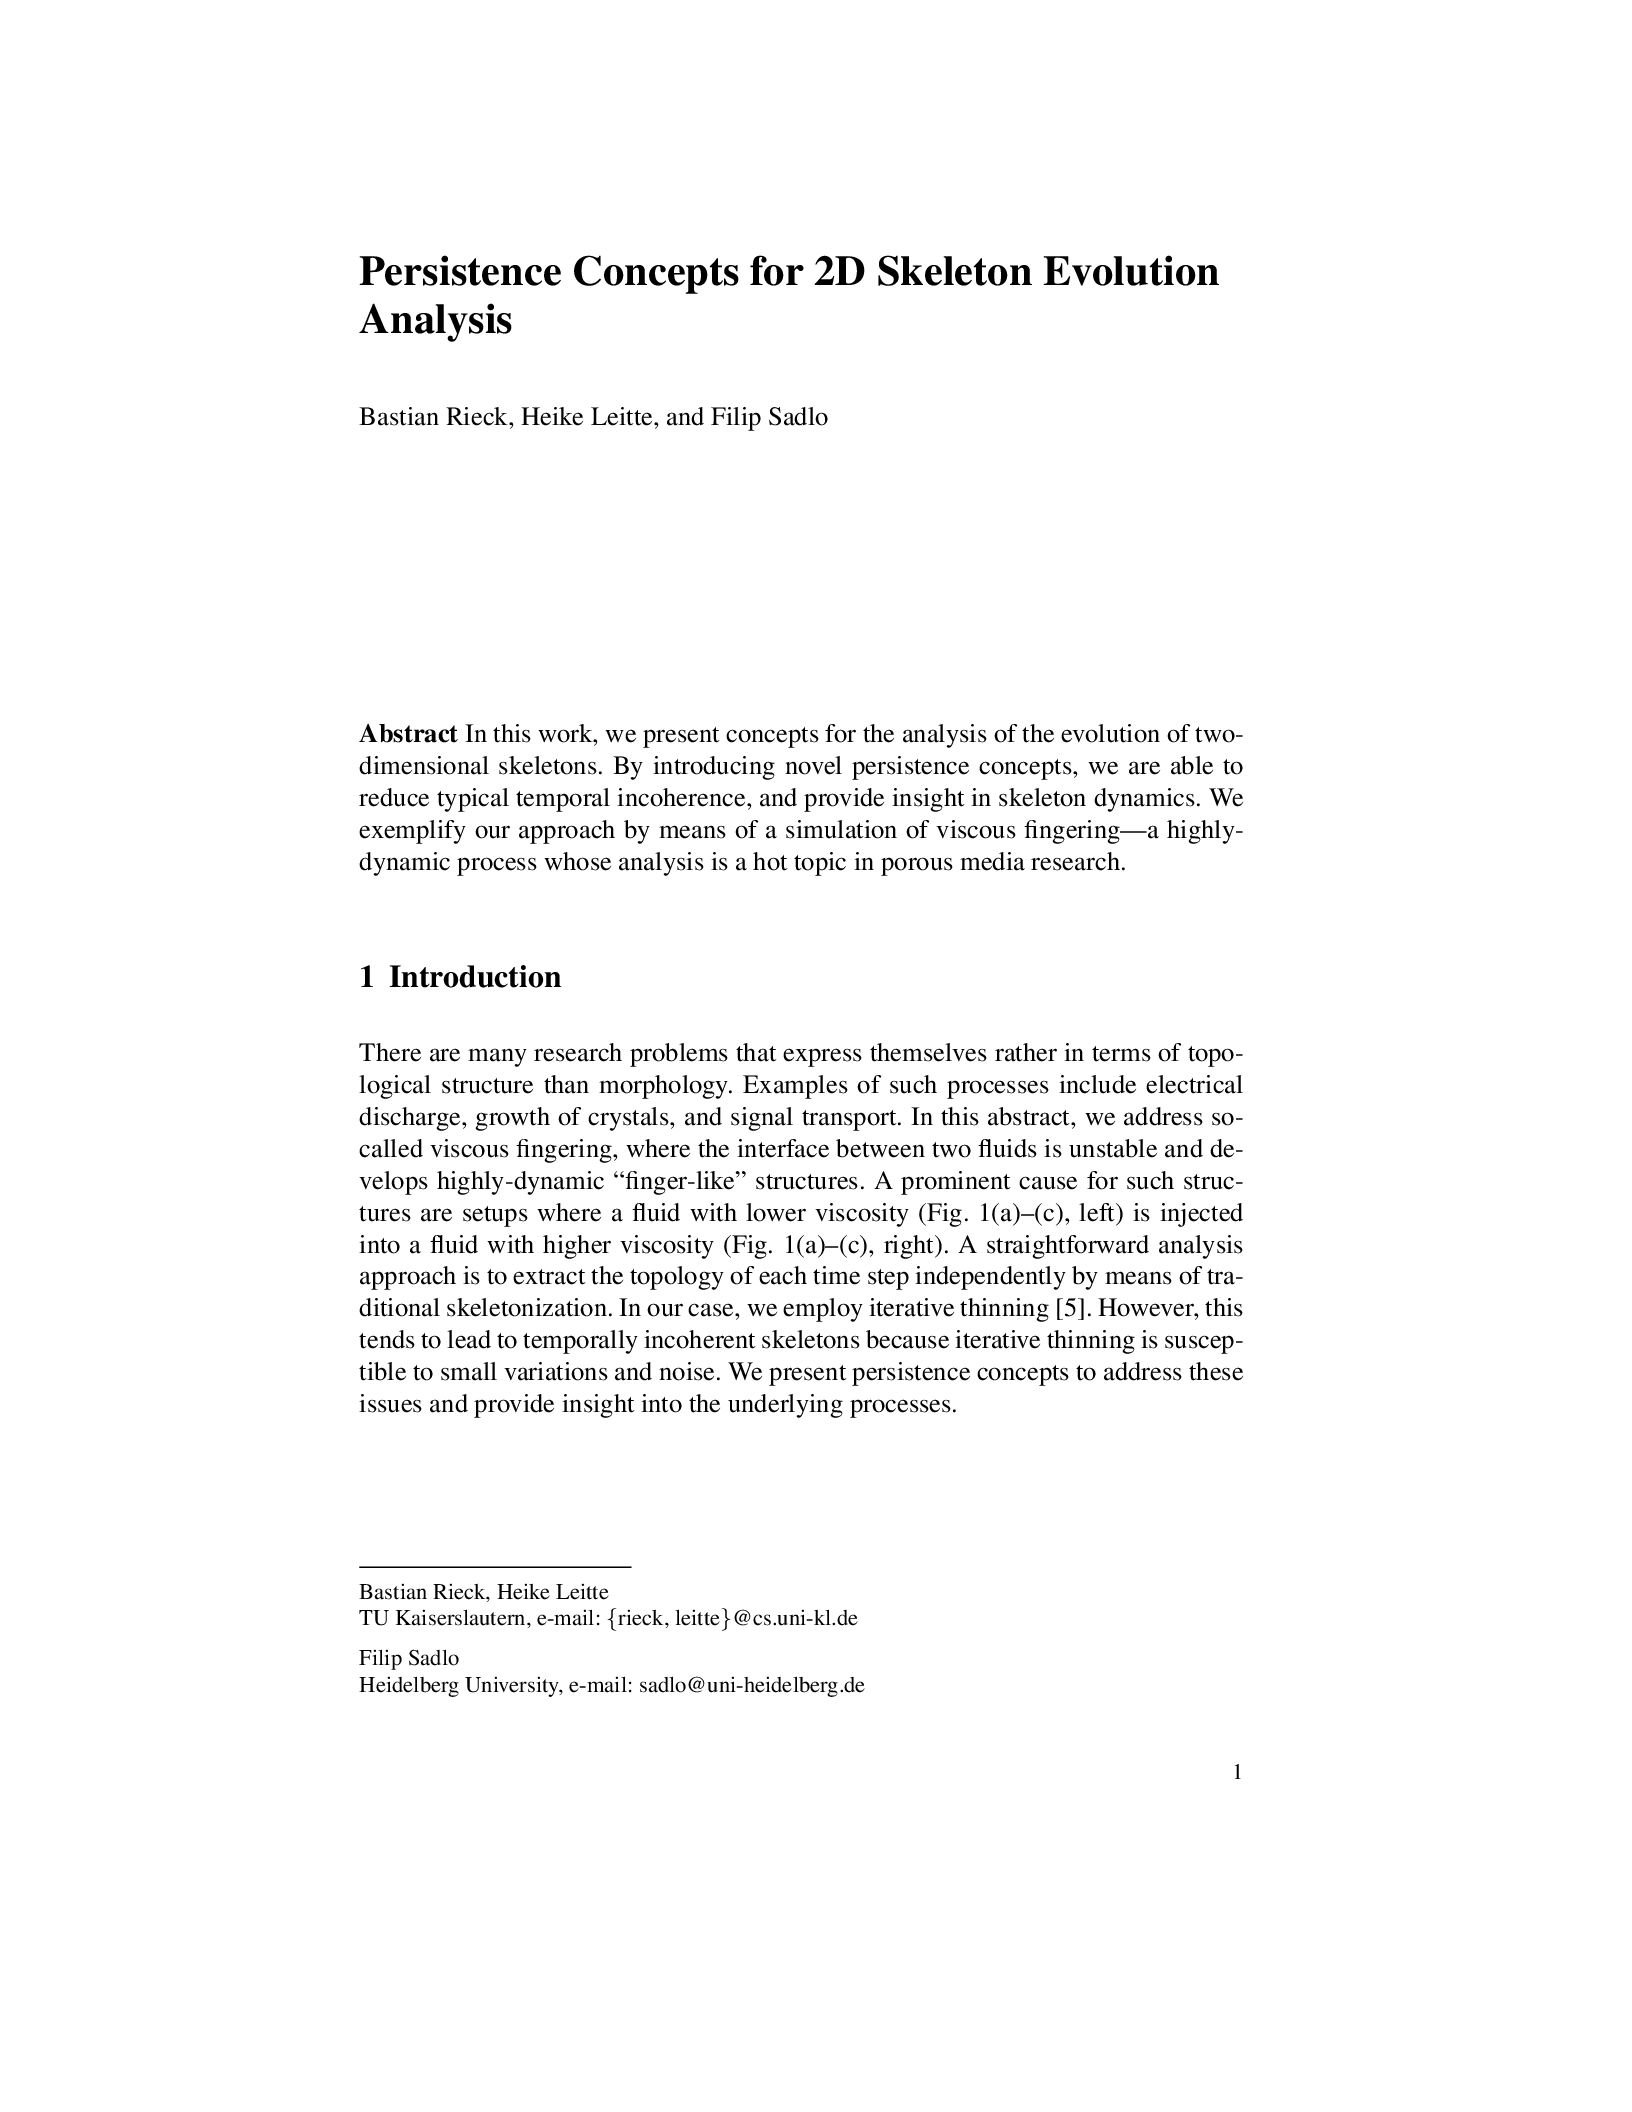 Persistence Concepts for 2D Skeleton Evolution
Analysis
Bastian Rieck, Heike Leitte, and Filip Sadlo
Abstract In this work, we present concepts for the analysis of the evolution of two-
dimensional skeletons. By introducing novel persistence concepts, we are able to
reduce typical temporal incoherence, and provide insight in skeleton dynamics. We
exemplify our approach by means of a simulation of viscous fingering—a highly-
dynamic process whose analysis is a hot topic in porous media research.
1 Introduction
There are many research problems that express themselves rather in terms of topo-
logical structure than morphology. Examples of such processes include electrical
discharge, growth of crystals, and signal transport. In this abstract, we address so-
called viscous fingering, where the interface between two fluids is unstable and de-
velops highly-dynamic “finger-like” structures. A prominent cause for such struc-
tures are setups where a fluid with lower viscosity (Fig. 1(a)–(c), left) is injected
into a fluid with higher viscosity (Fig. 1(a)–(c), right). A straightforward analysis
approach is to extract the topology of each time step independently by means of tra-
ditional skeletonization. In our case, we employ iterative thinning [5]. However, this
tends to lead to temporally incoherent skeletons because iterative thinning is suscep-
tible to small variations and noise. We present persistence concepts to address these
issues and provide insight into the underlying processes.
Bastian Rieck, Heike Leitte
TU Kaiserslautern, e-mail: {rieck, leitte}@cs.uni-kl.de
Filip Sadlo
Heidelberg University, e-mail: sadlo@uni-heidelberg.de
1